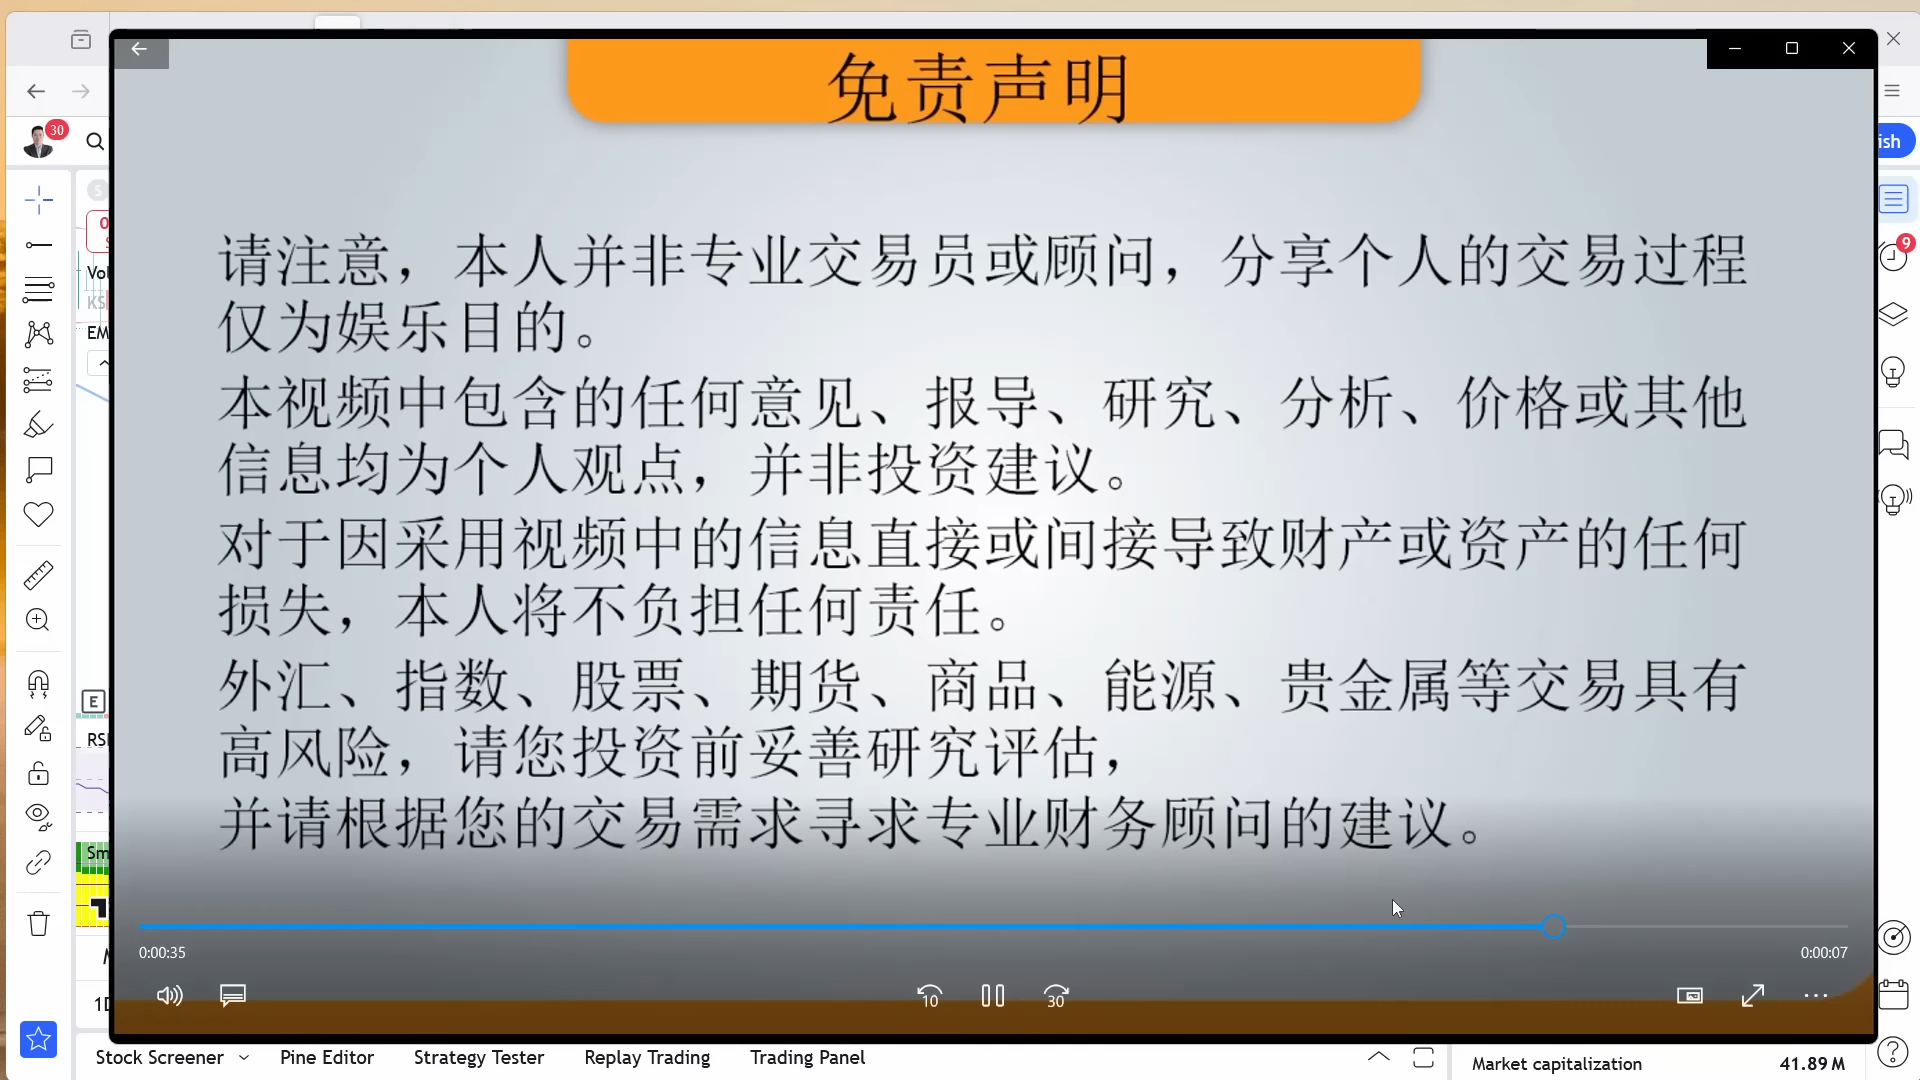 免责声明
30
ish
9
Vol
KS
EM
请注意，本人并非专业交易员或顾问，分享个人的交易过程
仅为娱乐目的。
本视频中包含的任何意见、报导、研究、分析、价格或其他
信息均为个人观点，并非投资建议。
对于因采用视频中的信息直接或间接导致财产或资产的任何
损失，本人将不负担任何责任。
外汇、指数、股票、期货、商品、能源、贵金属等交易具有
高风险，请您投资前妥善研究评估，
并请根据您的交易需求寻求专业财务顾问的建议。
E
RSI
Sm
0:00:35
0:00:07
10
30
1D
Stock Screener
Pine Editor
Strategy Tester
Replay Trading
Trading Panel
Market capitalization
41.89 M